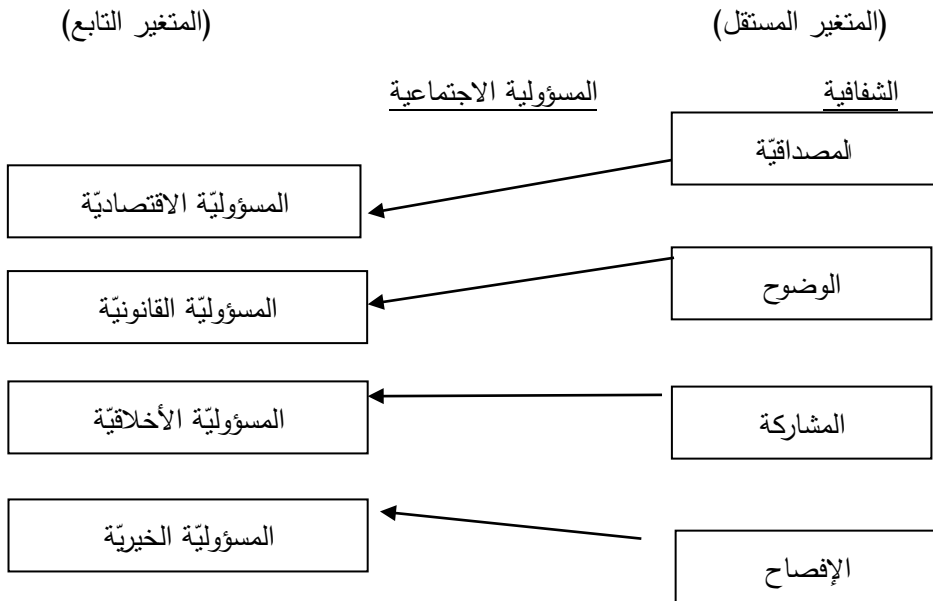 (المتغير المستقل)
(المتغير التابع)
الشفافية
المسؤولية الاجتماعية
المصداقيّة
المسؤوليّة الاقتصاديّة
الوضوح
المسؤوليّة القانونيّة
المشاركة
المسؤوليّة الأخلاقيّة
الإفصاح
المسؤوليّة الخيريّة